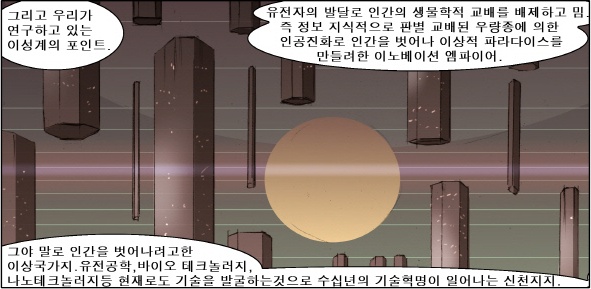 그리고 우리가
연구하고 있는
이성계의 포인트.
유전자의 발달로 인간의 생물학적 교배를 배제하고 밈.
즉 정보 지식적으로 판별 교배된 우량종에 의한
인공진화로 인간을 벗어나 이상적 파라다이스를
만들려한 이노베이션 엠파이어.
그야 말로 인간을 벗어나려고한
이상국가지.유전공학,바이오 테크놀러지,
나노테크놀러지등 현재로도 기술을 발굴하는것으로 수십년의 기술혁명이 일어나는 신천지지.